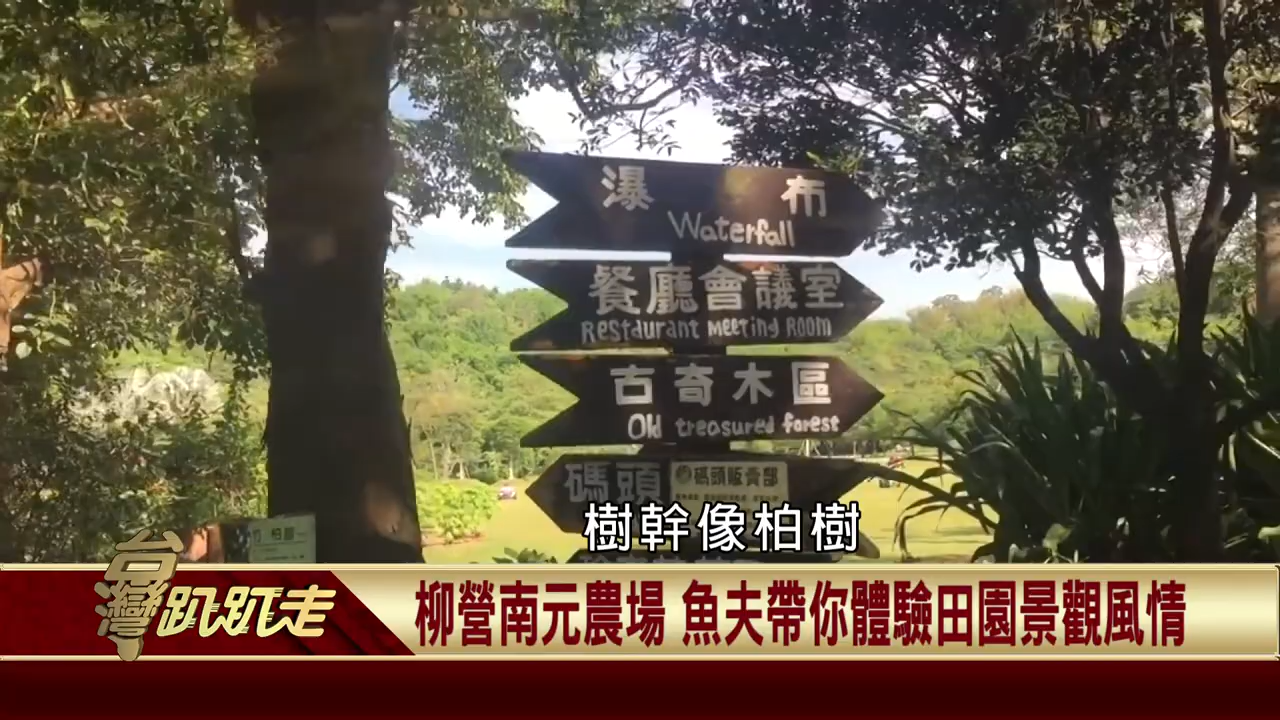 瀑布
Waterfall
餐廳會議室
Restaurant Meeting Room
古奇木區
Old treasured forest
碼頭
碼頭販賣部
樹幹像柏樹
台灣趴趴走
柳營南元農場 魚夫帶你體驗田園景觀風情